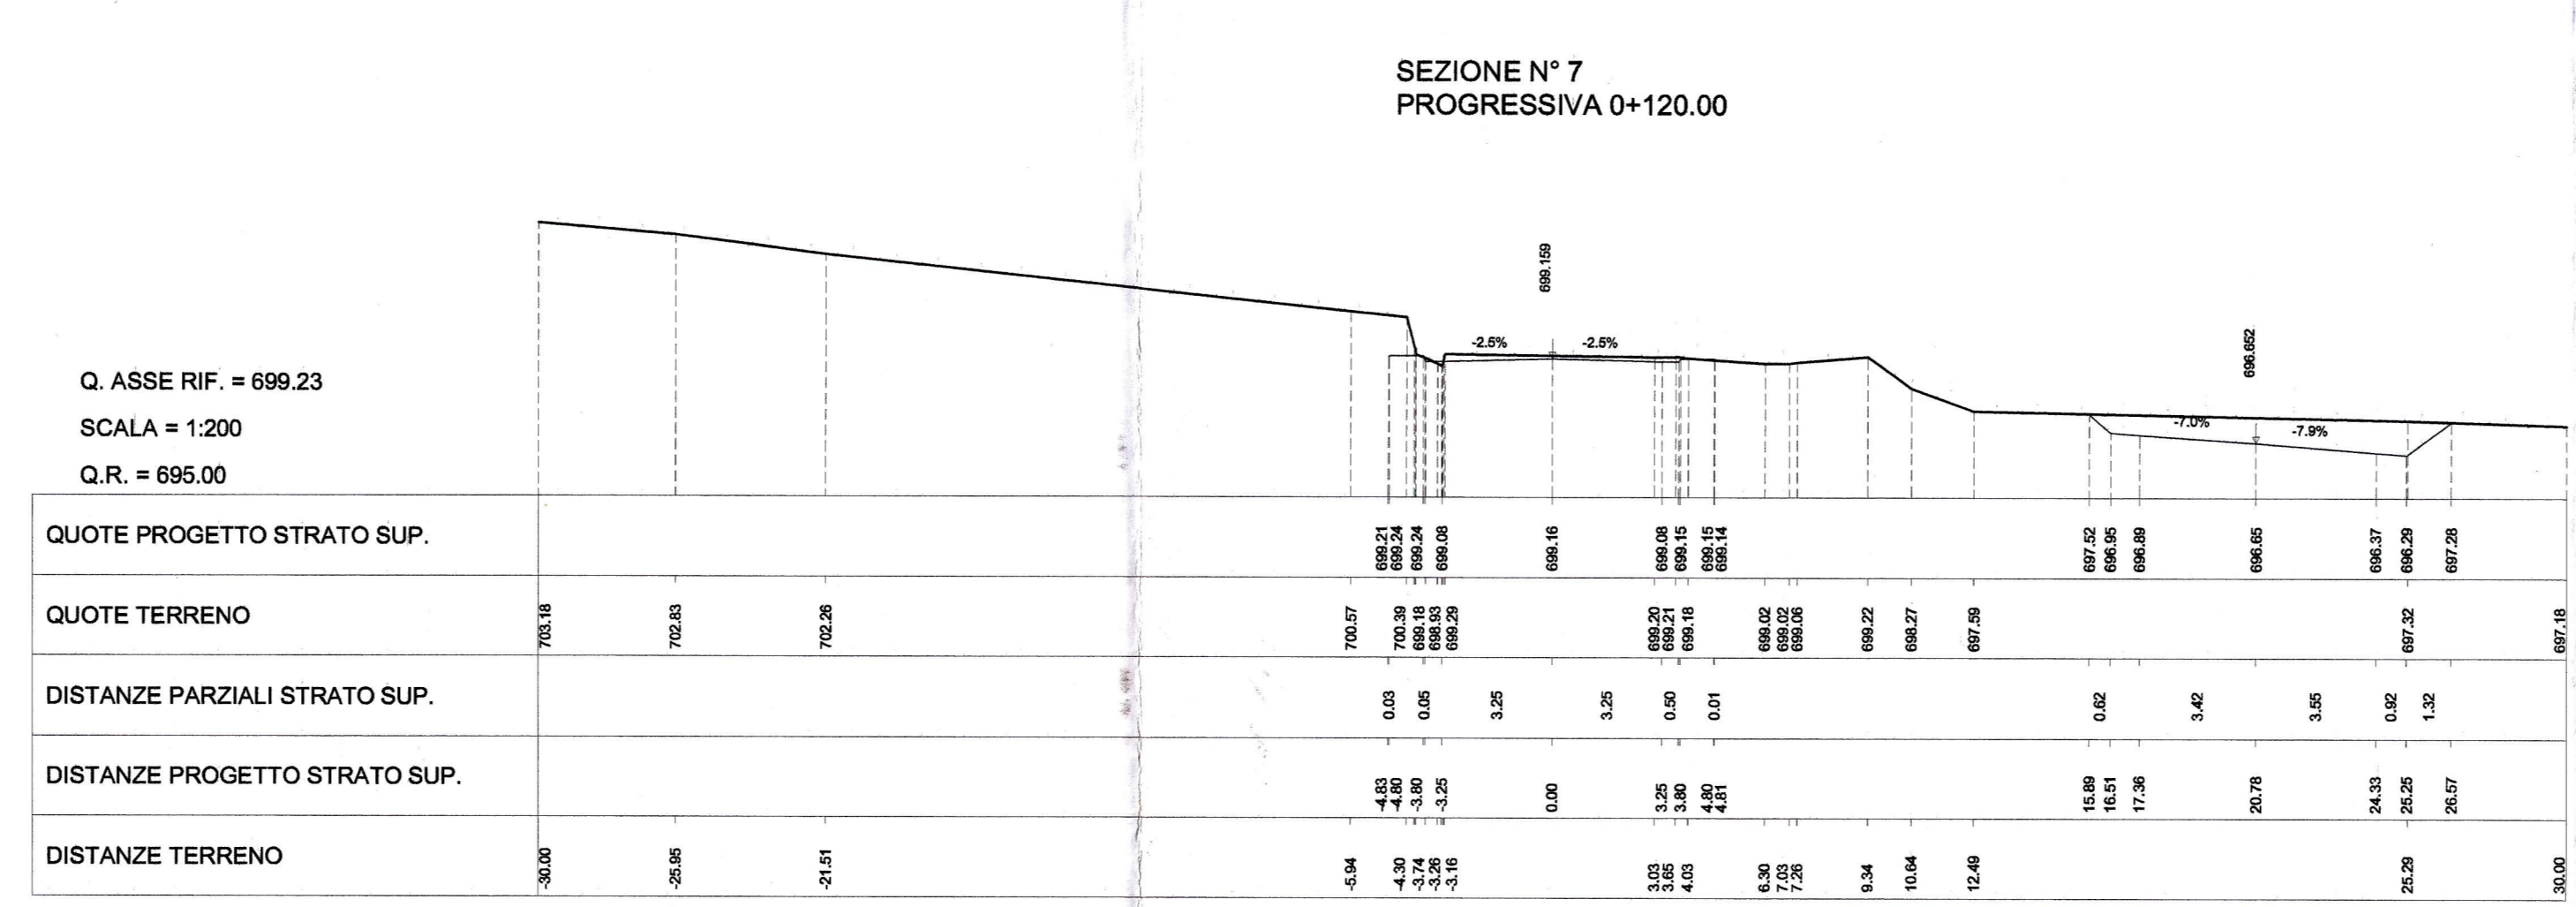 SEZIONE N° 7
PROGRESSIVA 0+120.00
699.159
-2.5% -2.5%
696.652
-7.0% -7.9%
Q. ASSE RIF. = 699.23
SCALA = 1:200
Q.R. = 695.00
QUOTE PROGETTO STRATO SUP. 699.21 699.24 699.24 699.08 699.16 699.08 699.15 699.15 699.14 697.52 696.95 696.89 696.65 696.37 696.29 697.28
QUOTE TERRENO 703.18 702.83 702.26 700.57 700.39 699.18 698.93 699.29 699.20 699.21 699.18 699.02 699.02 699.06 699.22 698.27 697.59 697.32 697.18
DISTANZE PARZIALI STRATO SUP. 0.03 0.05 3.25 3.25 0.50 0.01 0.62 3.42 3.55 0.92 1.32
DISTANZE PROGETTO STRATO SUP. -4.83 -4.80 -3.80 -3.25 0.00 3.25 3.80 4.80 4.81 15.89 16.51 17.36 20.78 24.33 25.25 26.57
DISTANZE TERRENO -30.00 -25.95 -21.51 -5.94 -4.30 -3.74 -3.26 -3.16 3.03 3.65 4.03 6.30 7.03 7.26 9.34 10.64 12.49 25.29 30.00